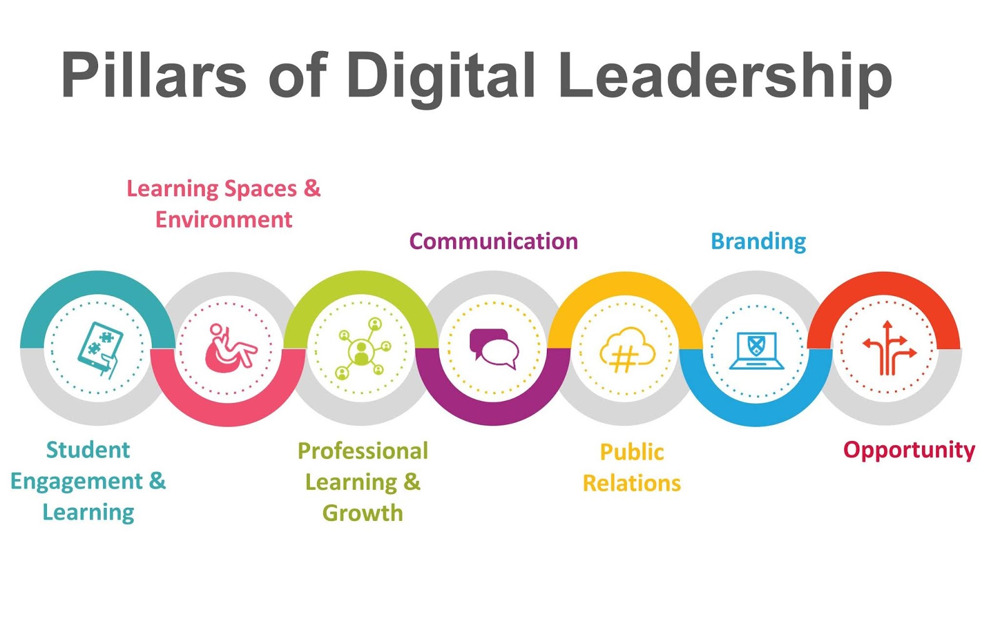 Pillars of Digital Leadership
Learning Spaces &
Environment
Communication
Branding
#
Student
Engagement &
Learning
Professional
Learning &
Growth
Public
Relations
Opportunity